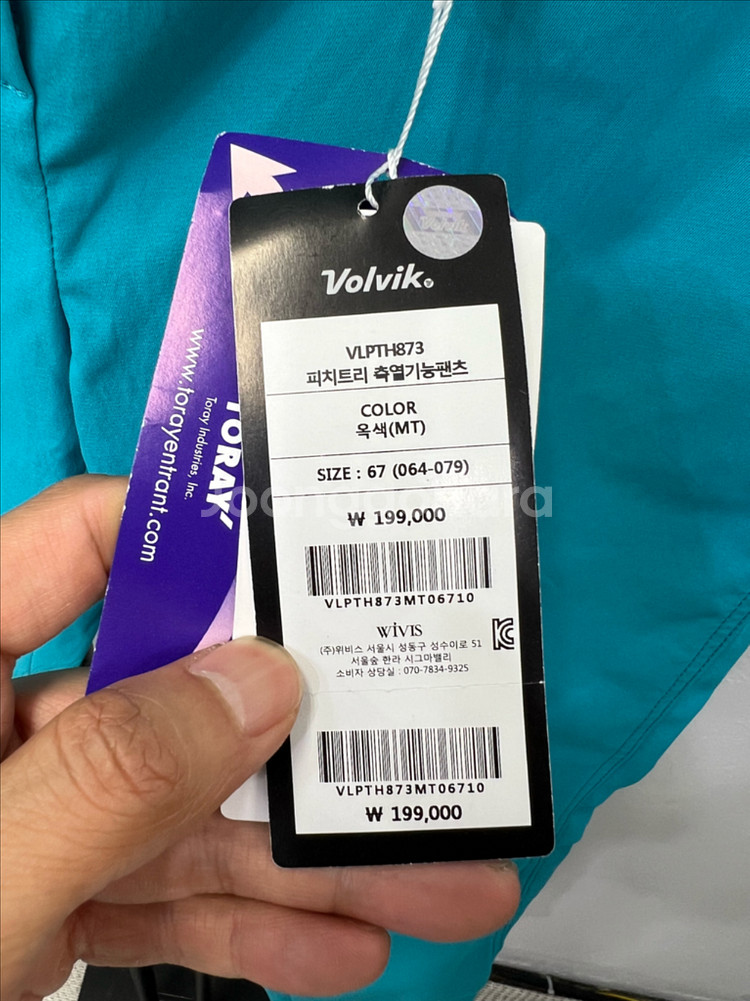 Volvik
VLPTH873
피치트리 축열기능팬츠
COLOR
옥색(MT)
SIZE : 67 (064-079)
₩ 199,000
VLPTH873MT06710
WIVIS
(주)위비스 서울시 성동구 성수이로 51
서울숲 한라 시그마밸리
소비자 상담실 : 070-7834-9325
VLPTH873MT06710
₩ 199,000
TORAY
Toray Industries, Inc.
www.torayentrant.com
Volvik